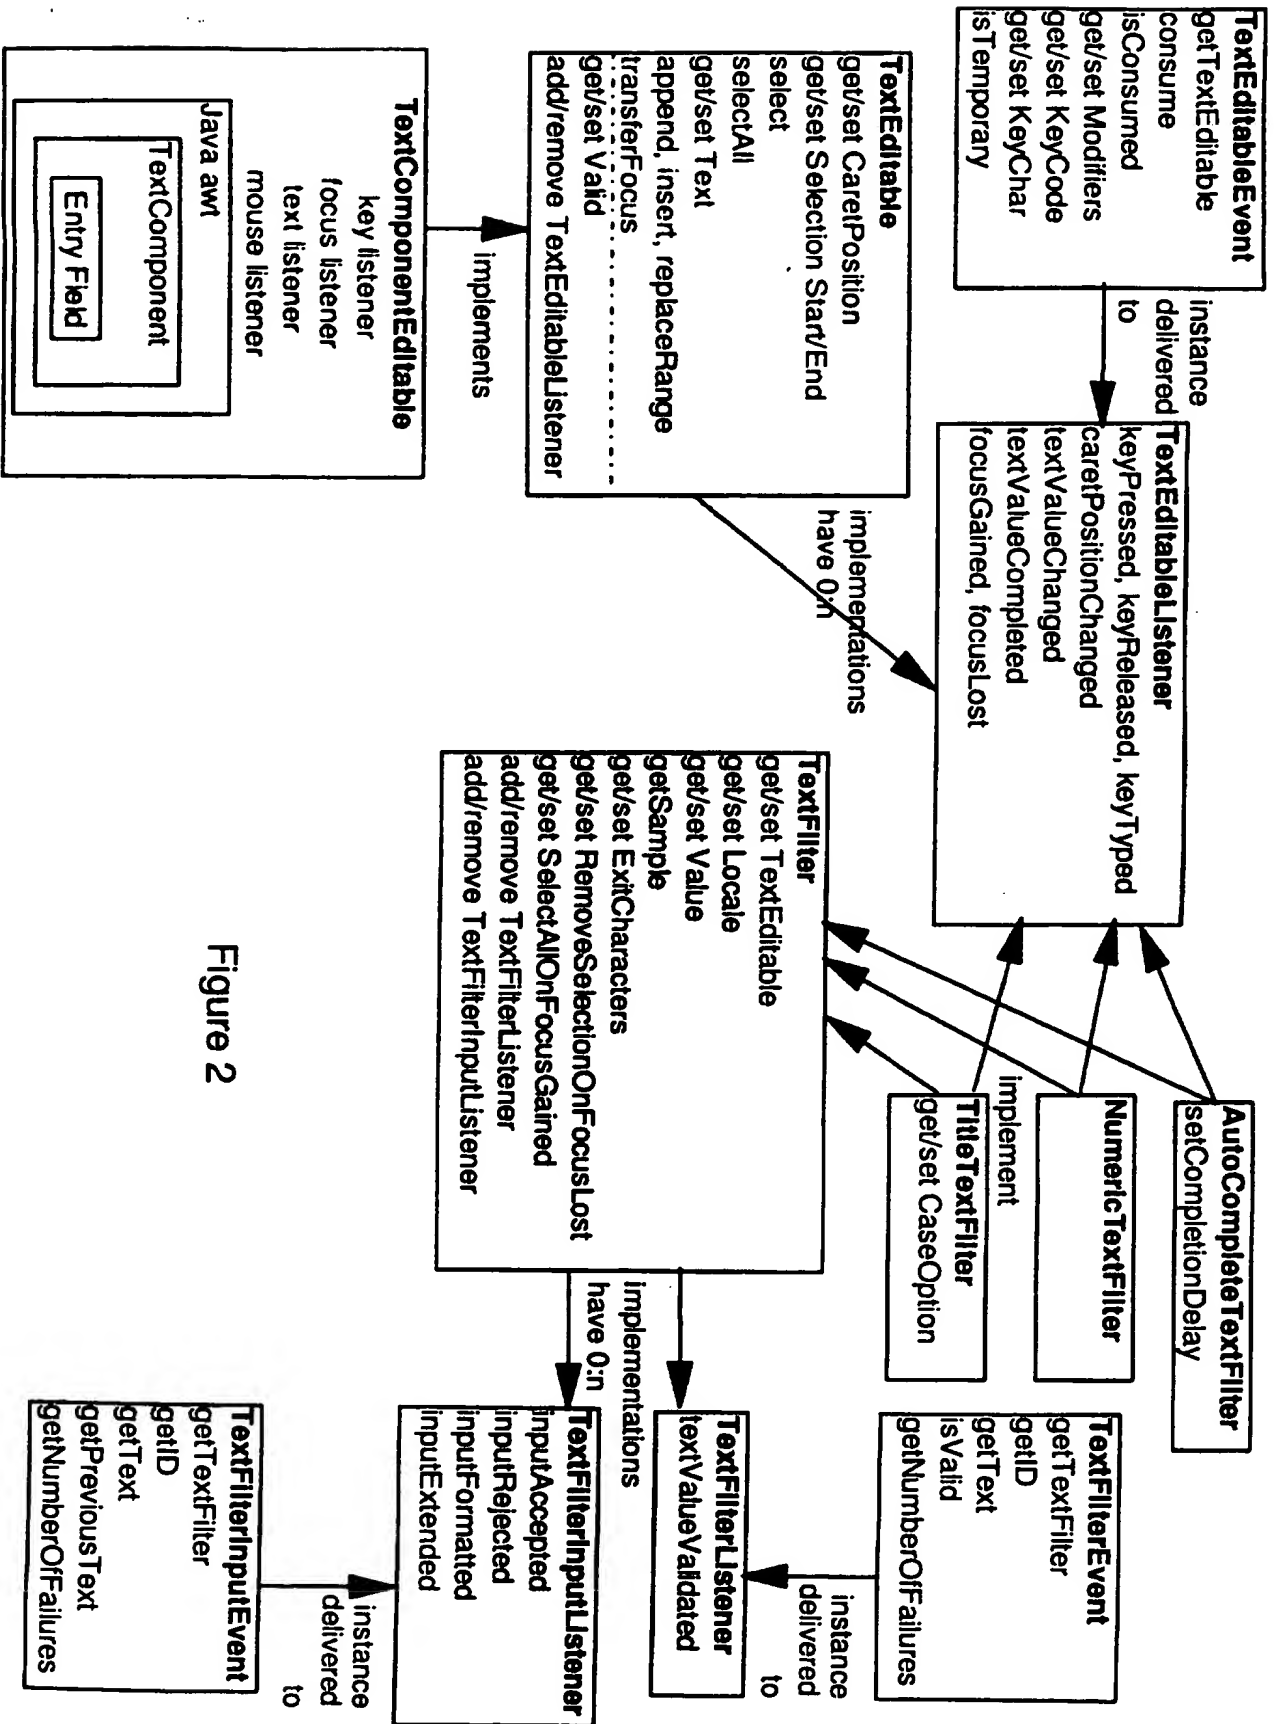 TextEditableEvent
getTextEditable
consume
isConsumed
get/set Modifiers
get/set KeyCode
get/set KeyChar
isTemporary
instance
delivered
to
TextEditableListener
keyPressed, keyReleased, keyTyped
caretPositionChanged
textValueChanged
textValueCompleted
focusGained, focusLost
AutoCompleteTextFilter
setCompletionDelay
NumericTextFilter
implement
TitleTextFilter
get/set CaseOption
TextFilterEvent
getTextFilter
getID
getText
isValid
getNumberOfFailures
instance
delivered
to
TextEditable
get/set CaretPosition
get/set Selection Start/End
select
selectAll
get/set Text
append, insert, replaceRange
transferFocus
get/set Valid
add/remove TextEditableListener
implementations
have 0:n
TextFilter
get/set TextEditable
get/set Locale
get/set Value
getSample
get/set ExitCharacters
get/set RemoveSelectionOnFocusLost
get/set SelectAllOnFocusGained
add/remove TextFilterListener
add/remove TextFilterInputListener
implementations
have 0:n
TextFilterListener
textValueValidated
TextFilterInputListener
inputAccepted
inputRejected
inputFormatted
inputExtended
instance
delivered
to
TextFilterInputEvent
getTextFilter
getID
getText
getPreviousText
getNumberOfFailures
implements
TextComponentEditable
key listener
focus listener
text listener
mouse listener
Java awt
TextComponent
Entry Field
Figure 2